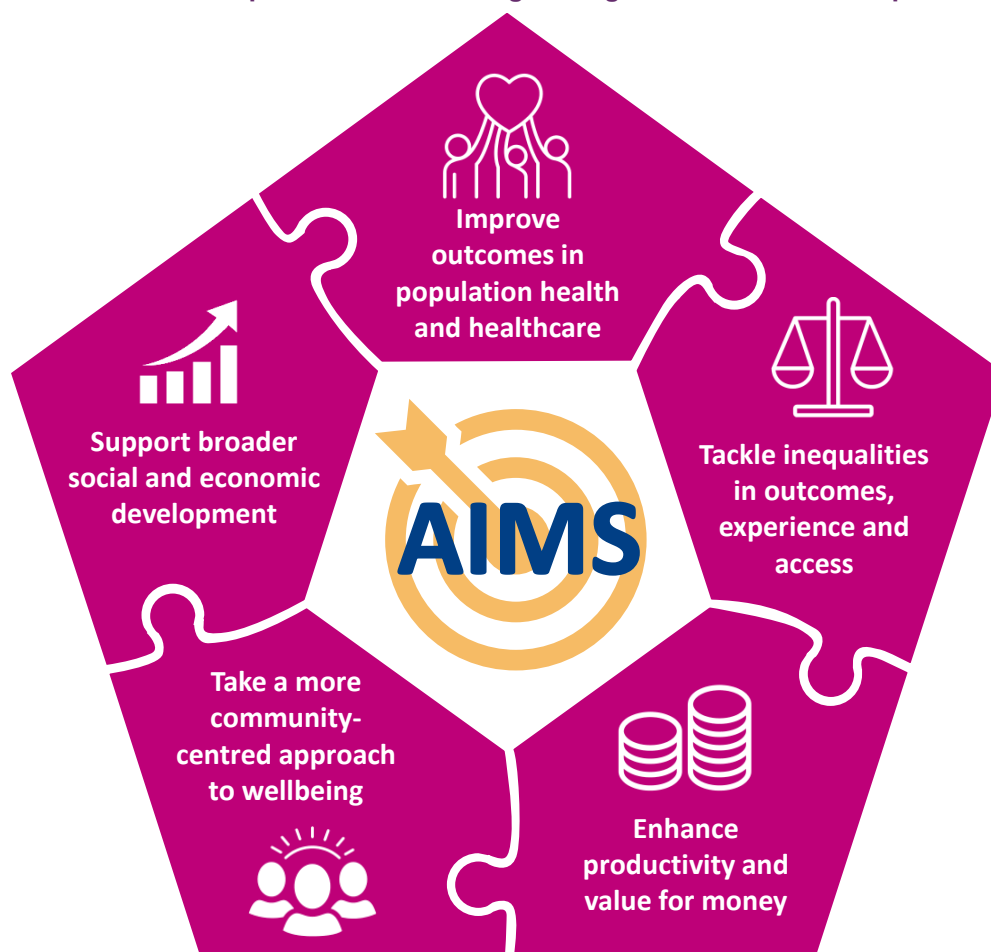 Improve
outcomes in
population health
and healthcare
Tackle inequalities
in outcomes,
experience and
access
Enhance
productivity and
value for money
Take a more
community-
centred approach
to wellbeing
Support broader
social and economic
development
AIMS